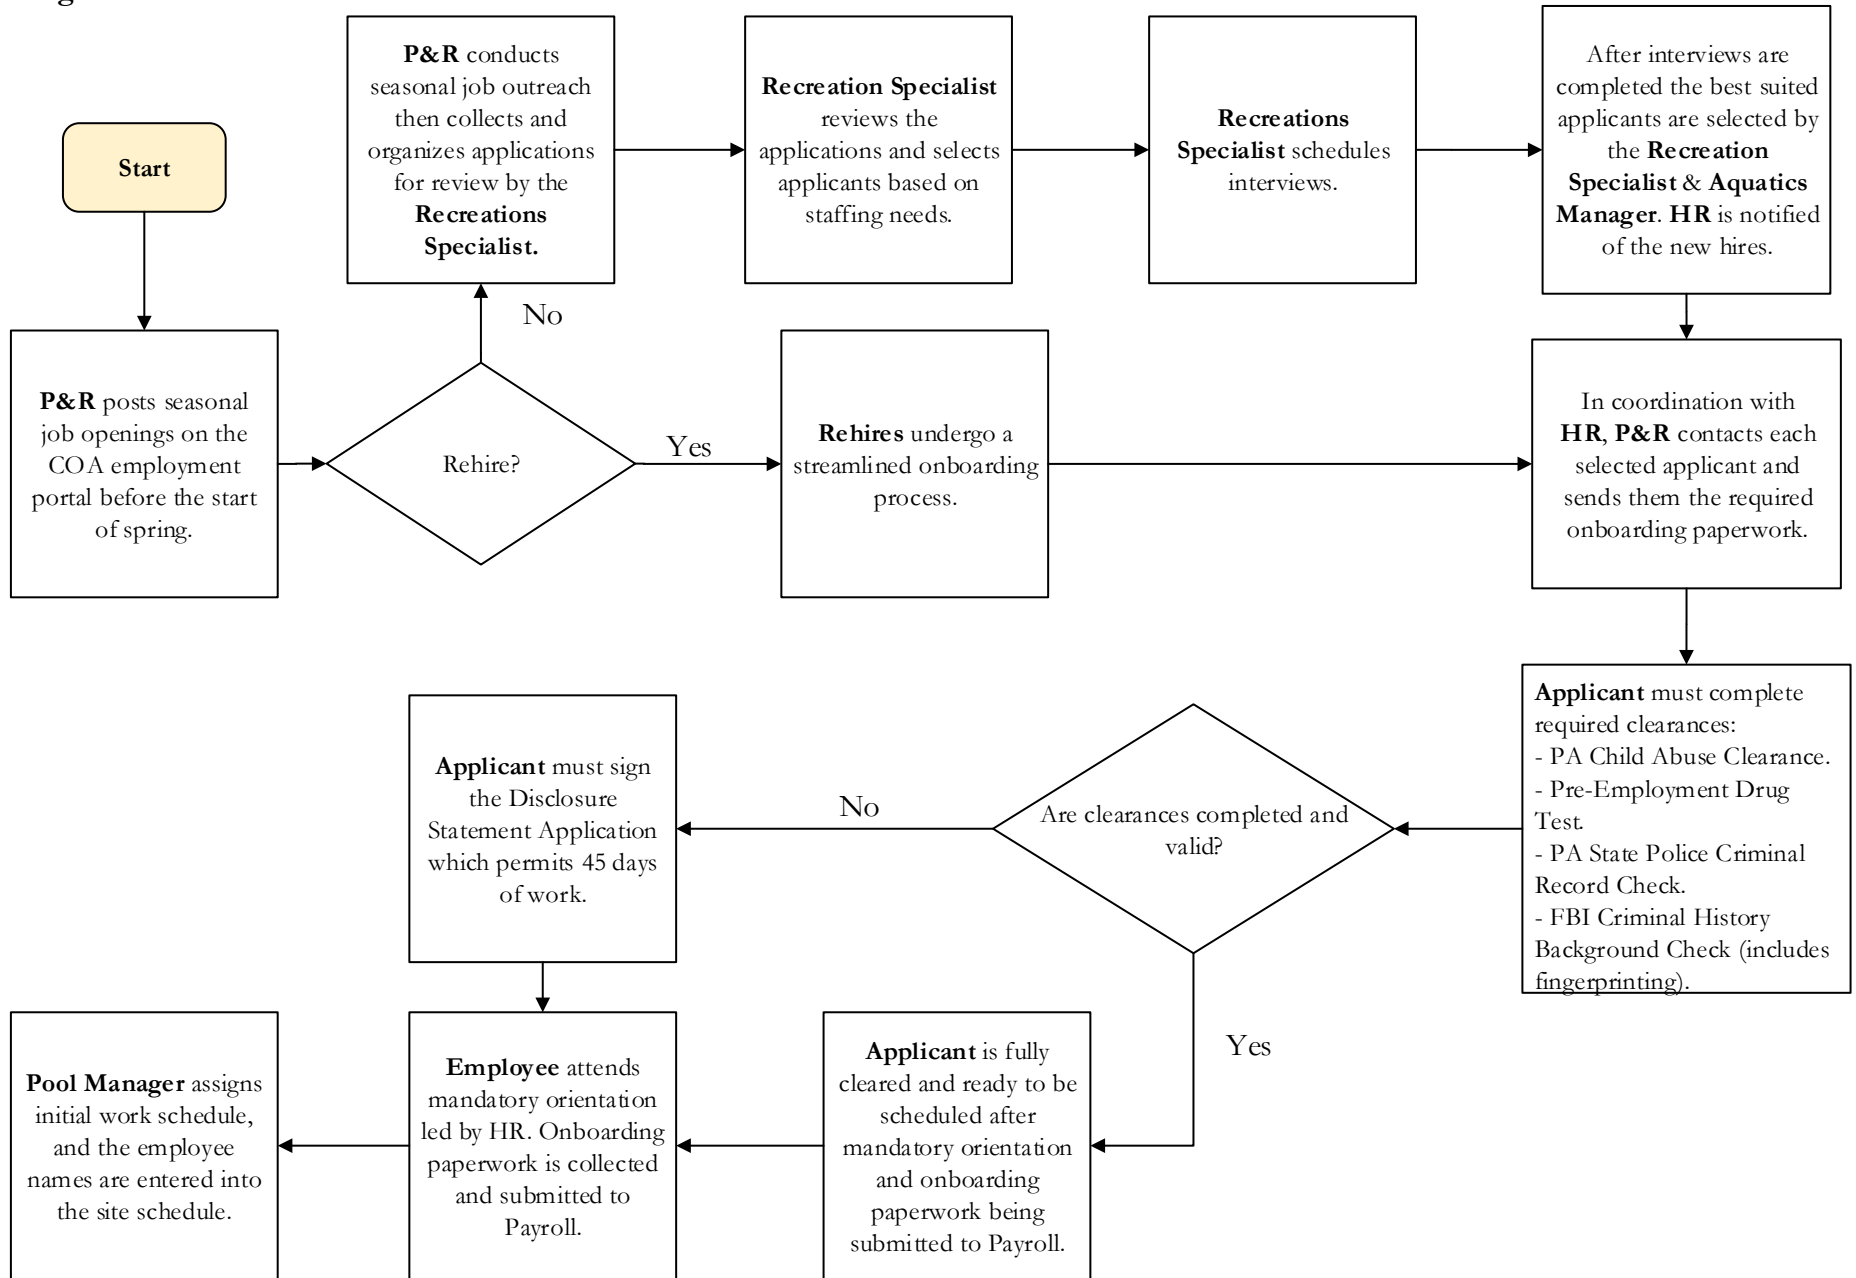 Start
P&R posts seasonal
job openings on the
COA employment
portal before the start
of spring.
Rehire?
No
P&R conducts
seasonal job outreach
then collects and
organizes applications
for review by the
Recreations
Specialist.
Recreation Specialist
reviews the
applications and selects
applicants based on
staffing needs.
Recreations
Specialist schedules
interviews.
After interviews are
completed the best suited
applicants are selected by
the Recreation
Specialist & Aquatics
Manager. HR is notified
of the new hires.
Yes
Rehires undergo a
streamlined onboarding
process.
In coordination with
HR, P&R contacts each
selected applicant and
sends them the required
onboarding paperwork.
Applicant must complete
required clearances:
- PA Child Abuse Clearance.
- Pre-Employment Drug
Test.
- PA State Police Criminal
Record Check.
- FBI Criminal History
Background Check (includes
fingerprinting).
Are clearances completed and
valid?
No
Applicant must sign
the Disclosure
Statement Application
which permits 45 days
of work.
Yes
Applicant is fully
cleared and ready to be
scheduled after
mandatory orientation
and onboarding
paperwork being
submitted to Payroll.
Employee attends
mandatory orientation
led by HR. Onboarding
paperwork is collected
and submitted to
Payroll.
Pool Manager assigns
initial work schedule,
and the employee
names are entered into
the site schedule.